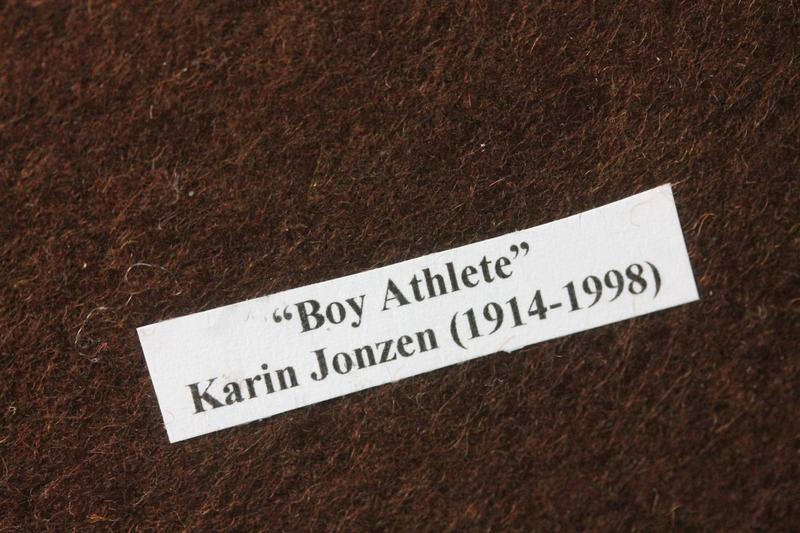 “Boy Athlete”
Karin Jonzen (1914-1998)